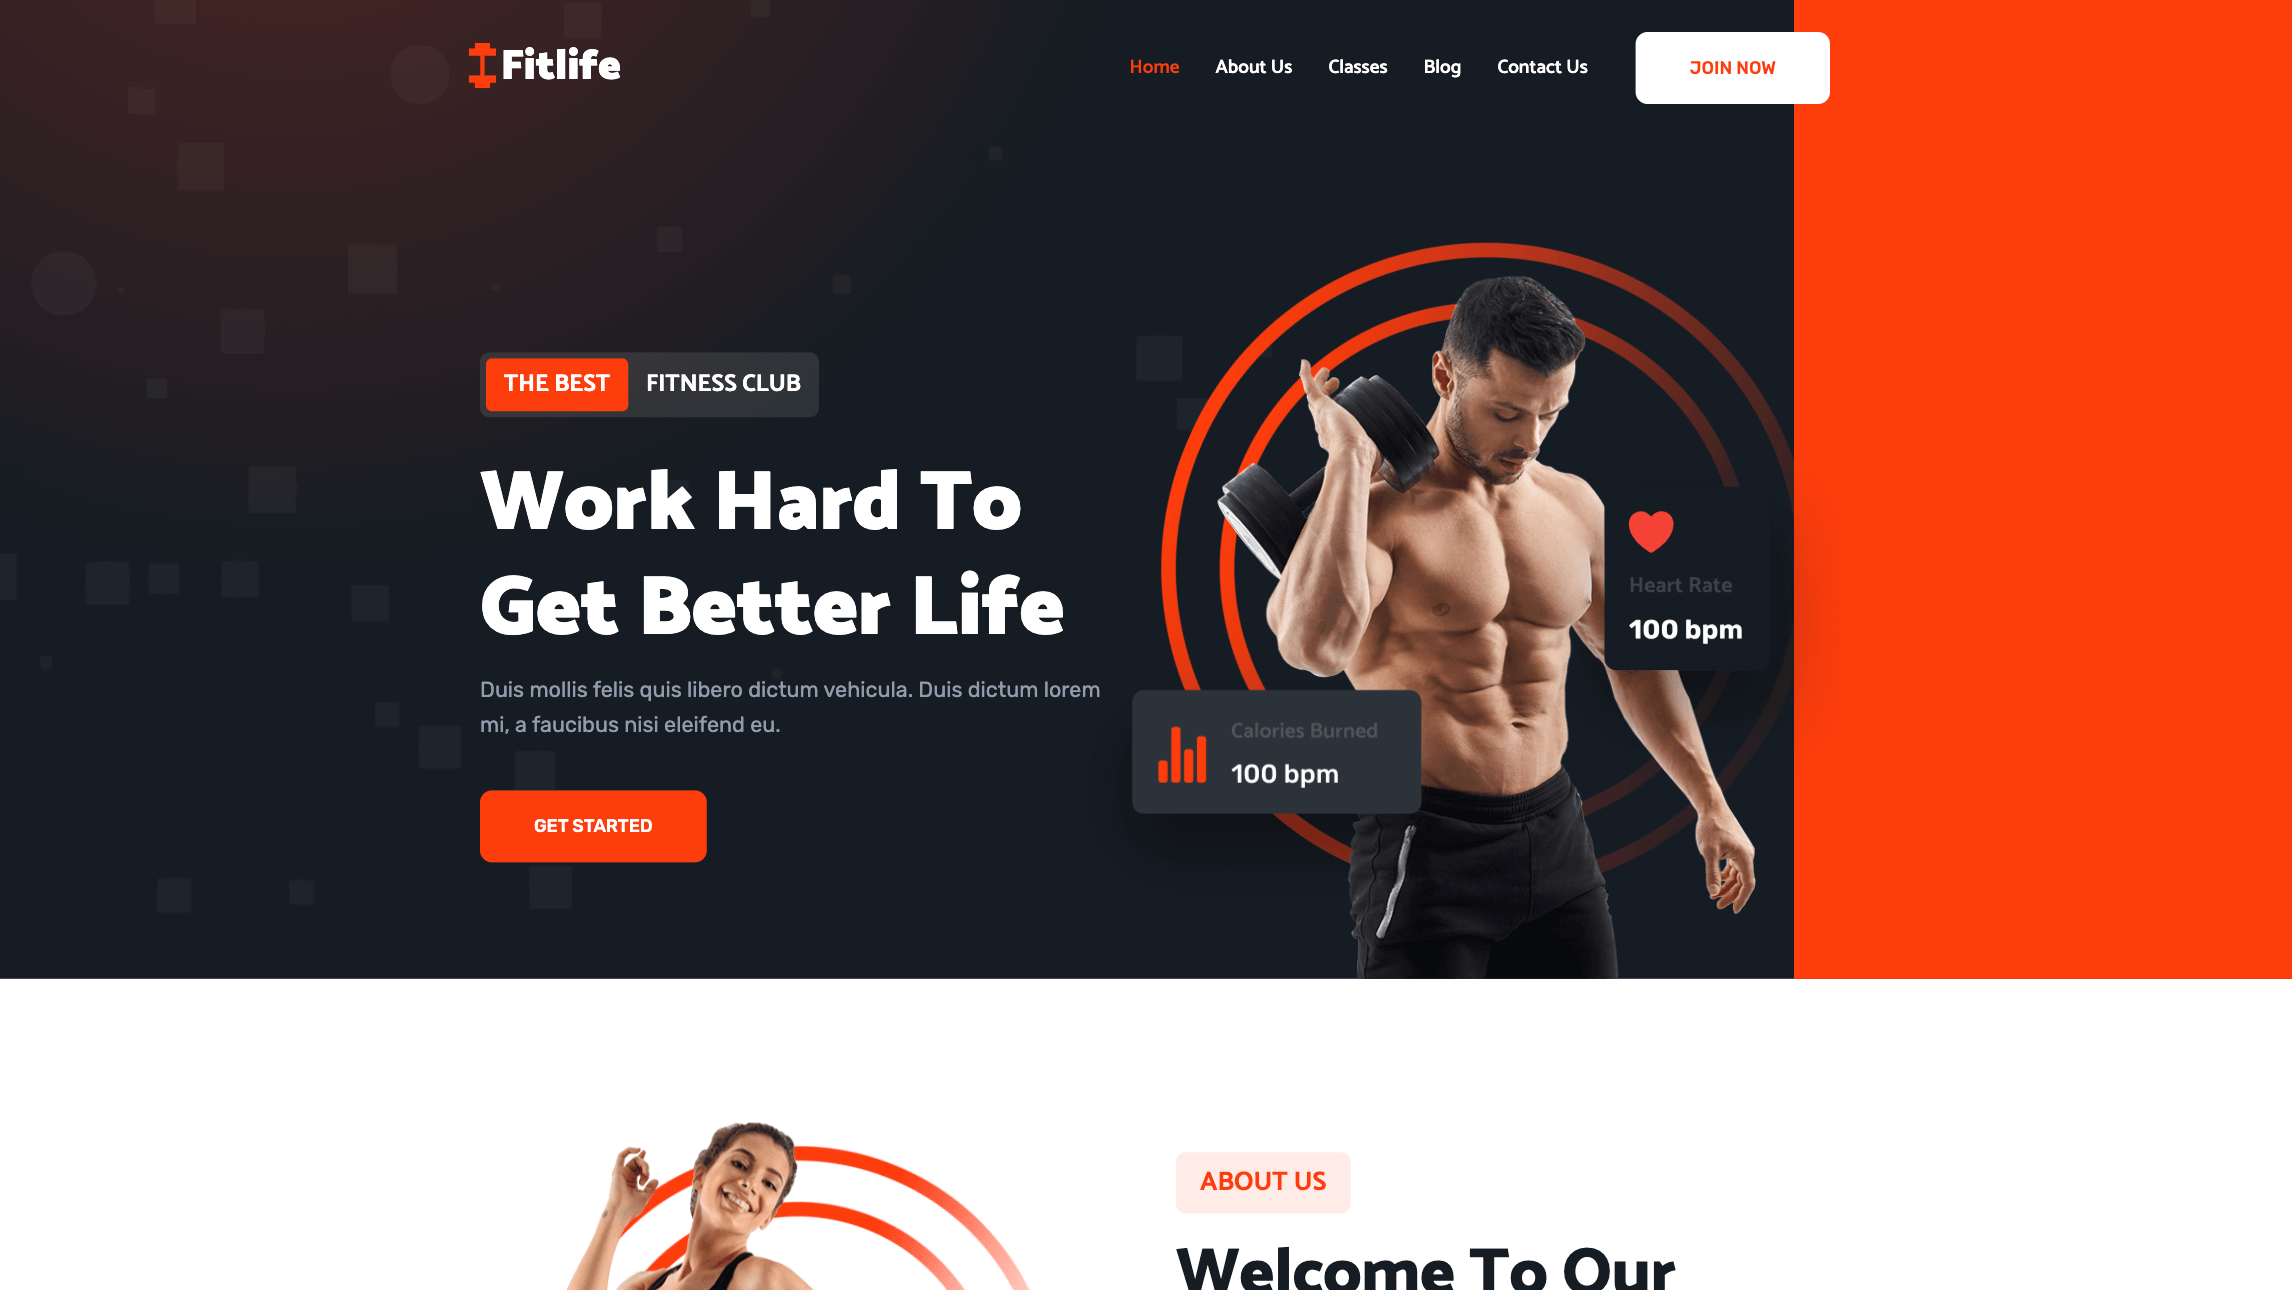 Fitlife
Home
About Us
Classes
Blog
Contact Us
JOIN NOW
THE BEST FITNESS CLUB
Work Hard To
Get Better Life
Duis mollis felis quis libero dictum vehicula. Duis dictum lorem
mi, a faucibus nisi eleifend eu.
GET STARTED
Heart Rate
100 bpm
Calories Burned
100 bpm
ABOUT US
Welcome To Our